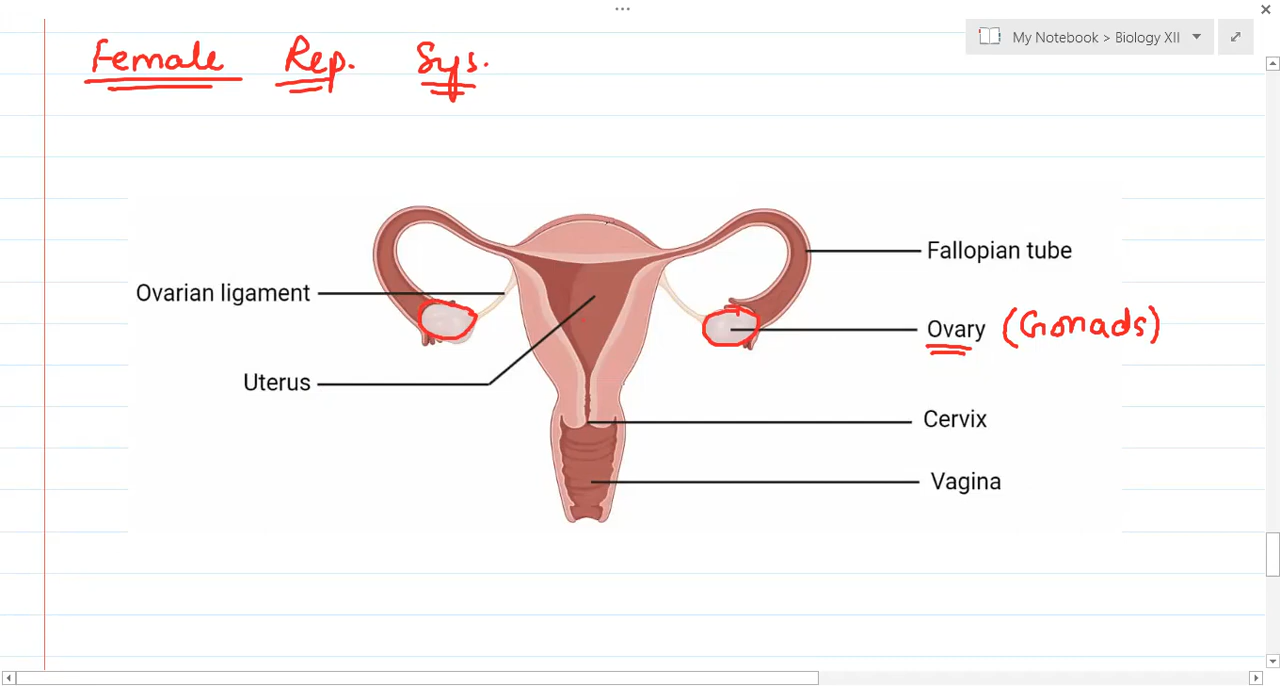 My Notebook > Biology XII
Female Rep. Sys.
Fallopian tube
Ovarian ligament
Ovary (Gonads)
Uterus
Cervix
Vagina